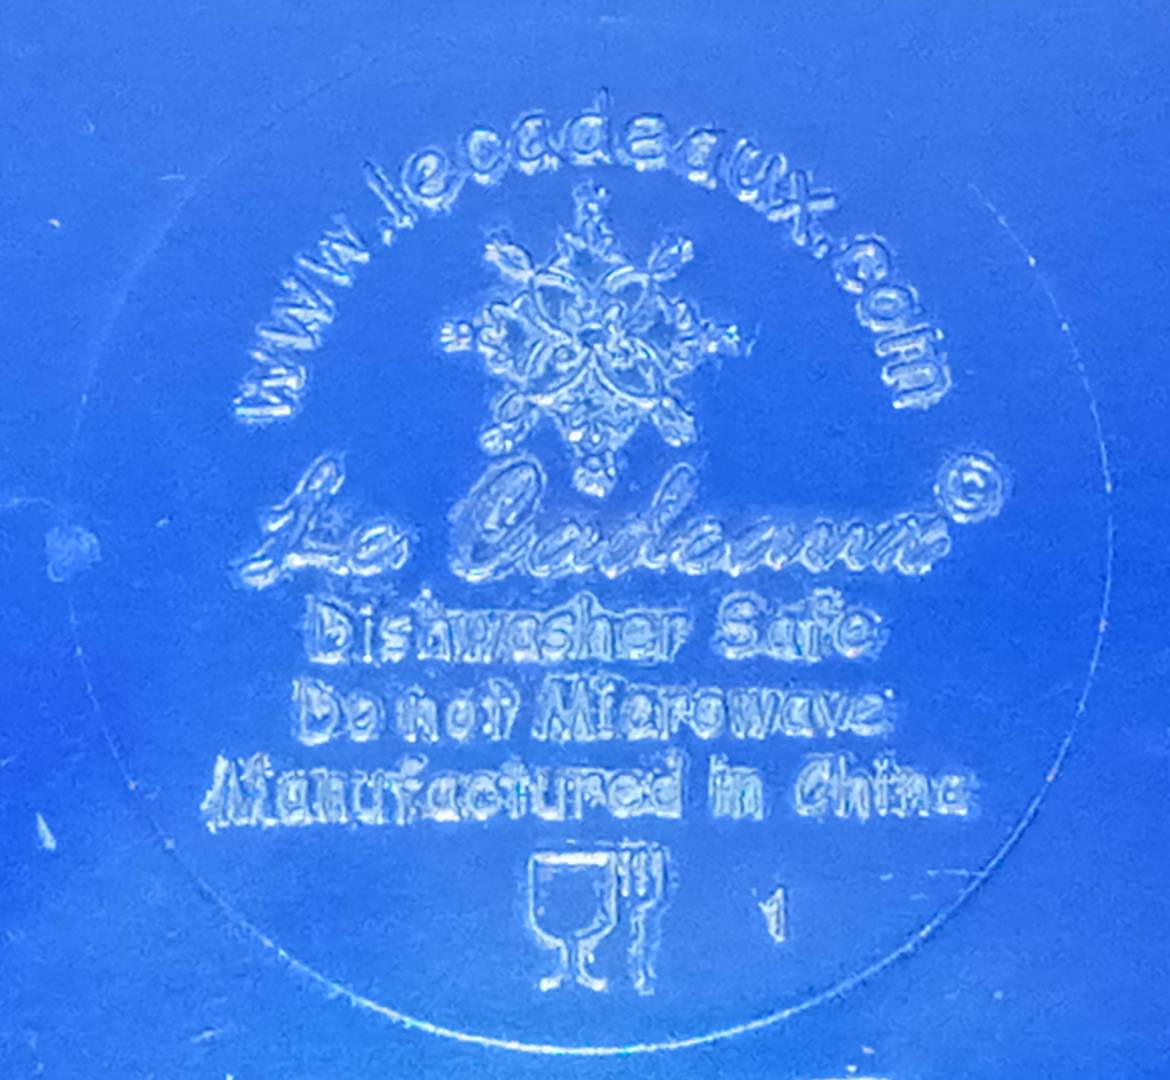 www.lecadeaux.com
Le Cadeaux©
Dishwasher Safe
Do not Microwave
Manufactured in China
1